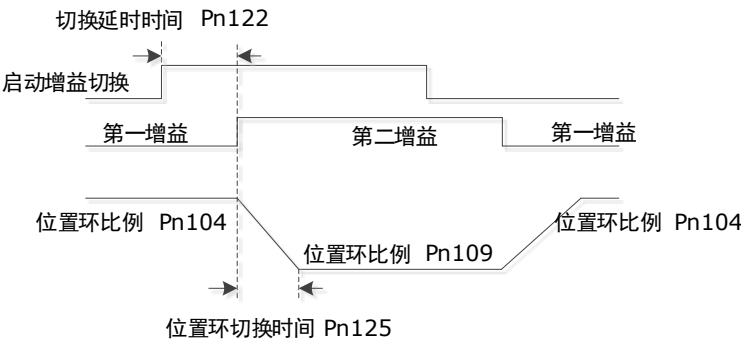 切换延时时间 Pn122
启动增益切换
第一增益 第二增益 第一增益
位置环比例 Pn104 位置环比例 Pn104
位置环比例 Pn109
位置环切换时间 Pn125